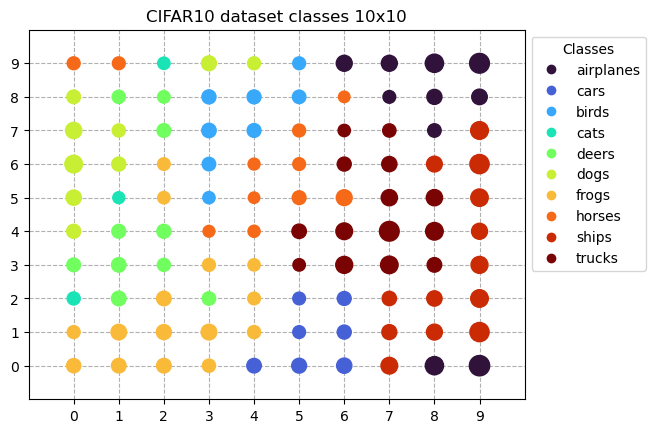 CIFAR10 dataset classes 10x10
9
8
7
6
5
4
3
2
1
0
0 1 2 3 4 5 6 7 8 9
Classes
airplanes
cars
birds
cats
deers
dogs
frogs
horses
ships
trucks